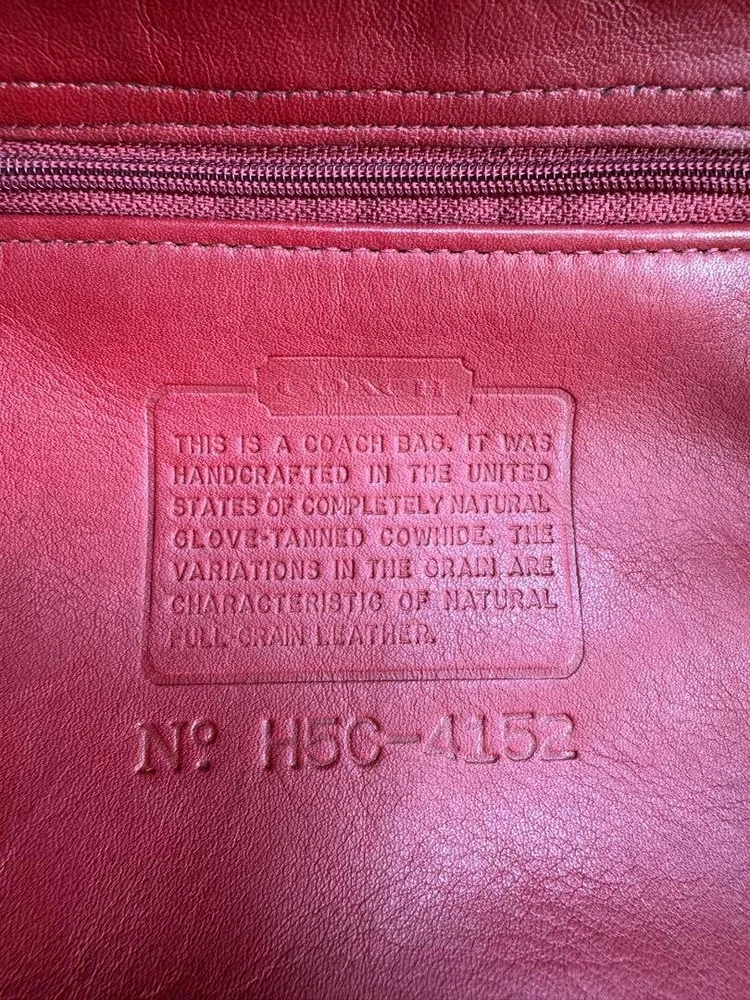 COACH
THIS IS A COACH BAG. IT WAS
HANDCRAFTED IN THE UNITED
STATES OF COMPLETELY NATURAL
GLOVE-TANNED COWHIDE. THE
VARIATIONS IN THE GRAIN ARE
CHARACTERISTIC OF NATURAL
FULL-GRAIN LEATHER.
Nº H5C-4152